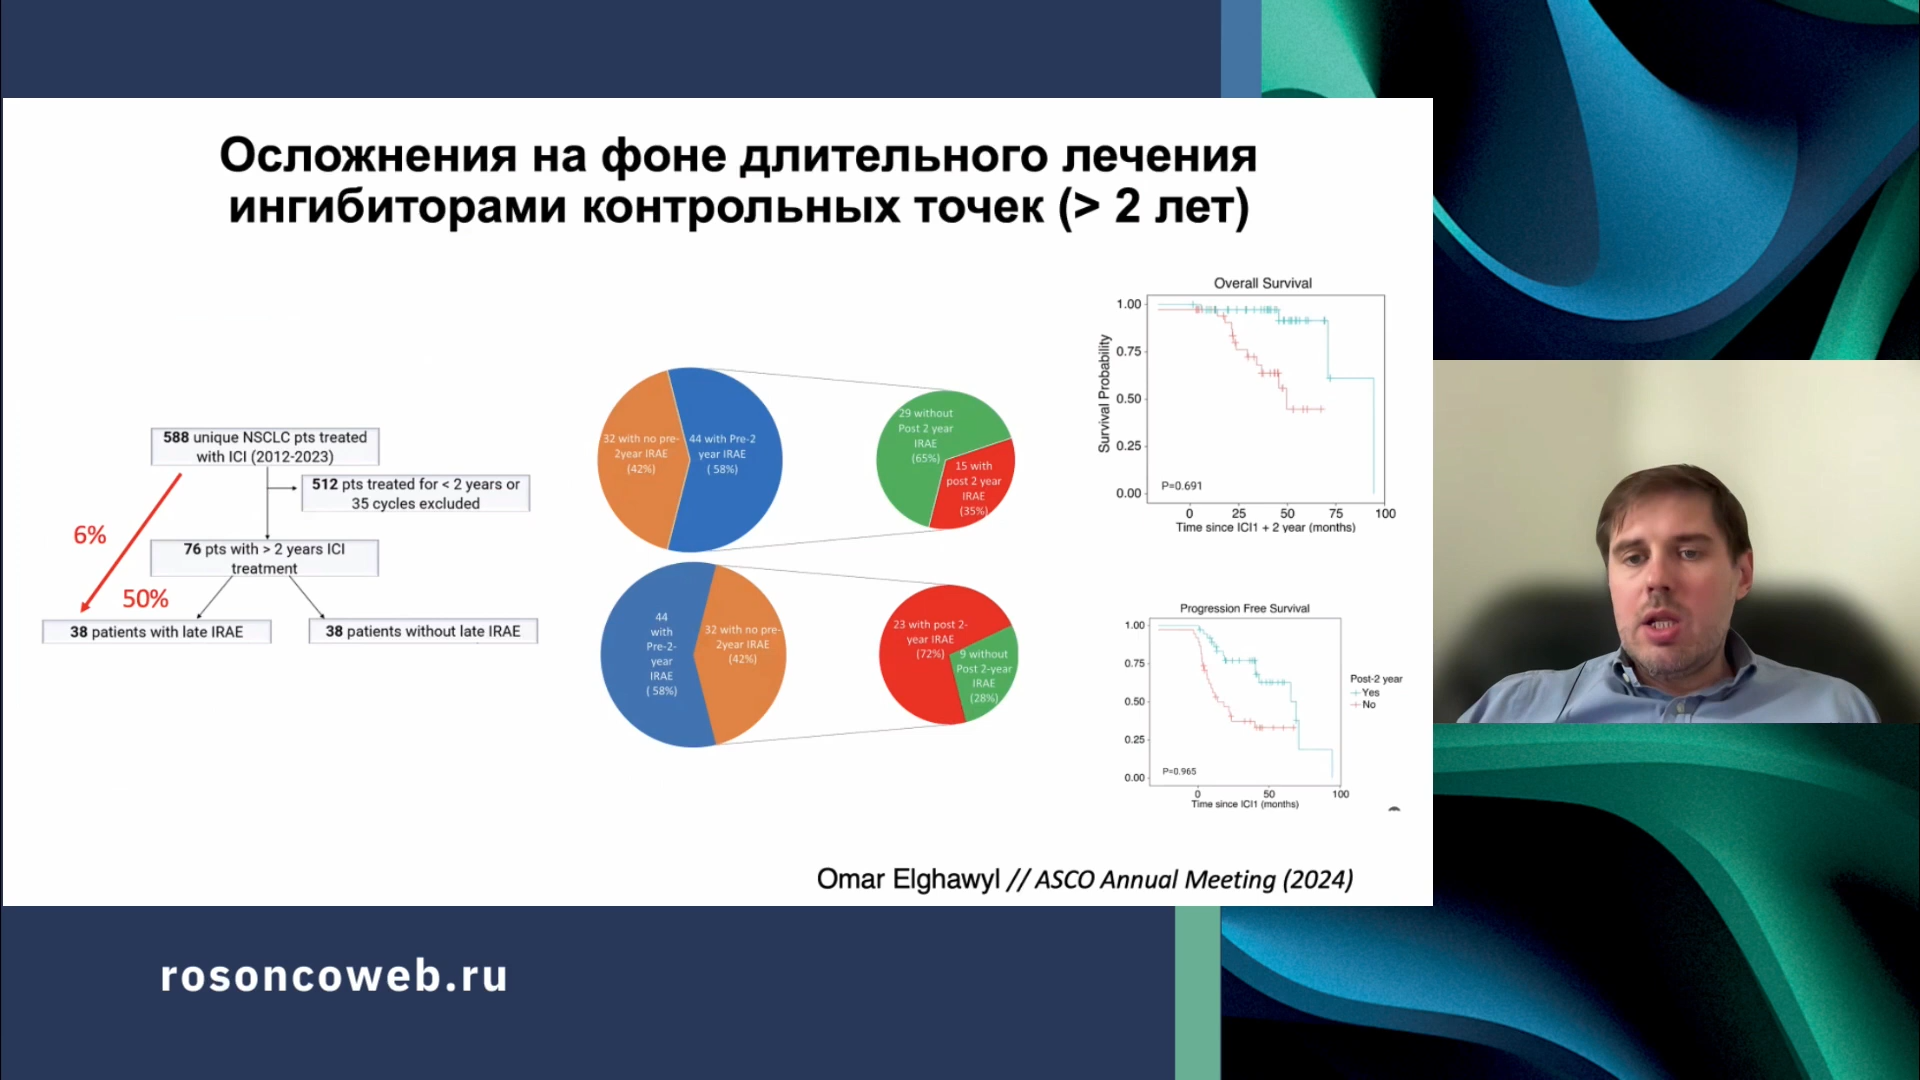 Осложнения на фоне длительного лечения
ингибиторами контрольных точек (> 2 лет)
588 unique NSCLC pts treated
with ICI (2012-2023)
512 pts treated for < 2 years or
35 cycles excluded
6%
76 pts with > 2 years ICI
treatment
50%
38 patients with late IRAE
38 patients without late IRAE
32 with no pre-
2year IRAE
(42%)
44 with Pre-2
year IRAE
( 58%)
29 without
Post 2 year
IRAE
(65%)
15 with
post 2 year
IRAE
(35%)
44
with
Pre-2-
year
IRAE
( 58%)
32 with no pre-
2year IRAE
(42%)
23 with post 2-
year IRAE
(72%)
9 without
Post 2-year
IRAE
(28%)
Overall Survival
Survival Probability
1.00
0.75
0.50
0.25
0.00
P=0.691
0 25 50 75 100
Time since ICI1 + 2 year (months)
Progression Free Survival
1.00
0.75
0.50
0.25
0.00
P=0.965
0 50 100
Time since ICI1 (months)
Post-2 year
Yes
No
Omar Elghawyl // ASCO Annual Meeting (2024)
rosoncoweb.ru